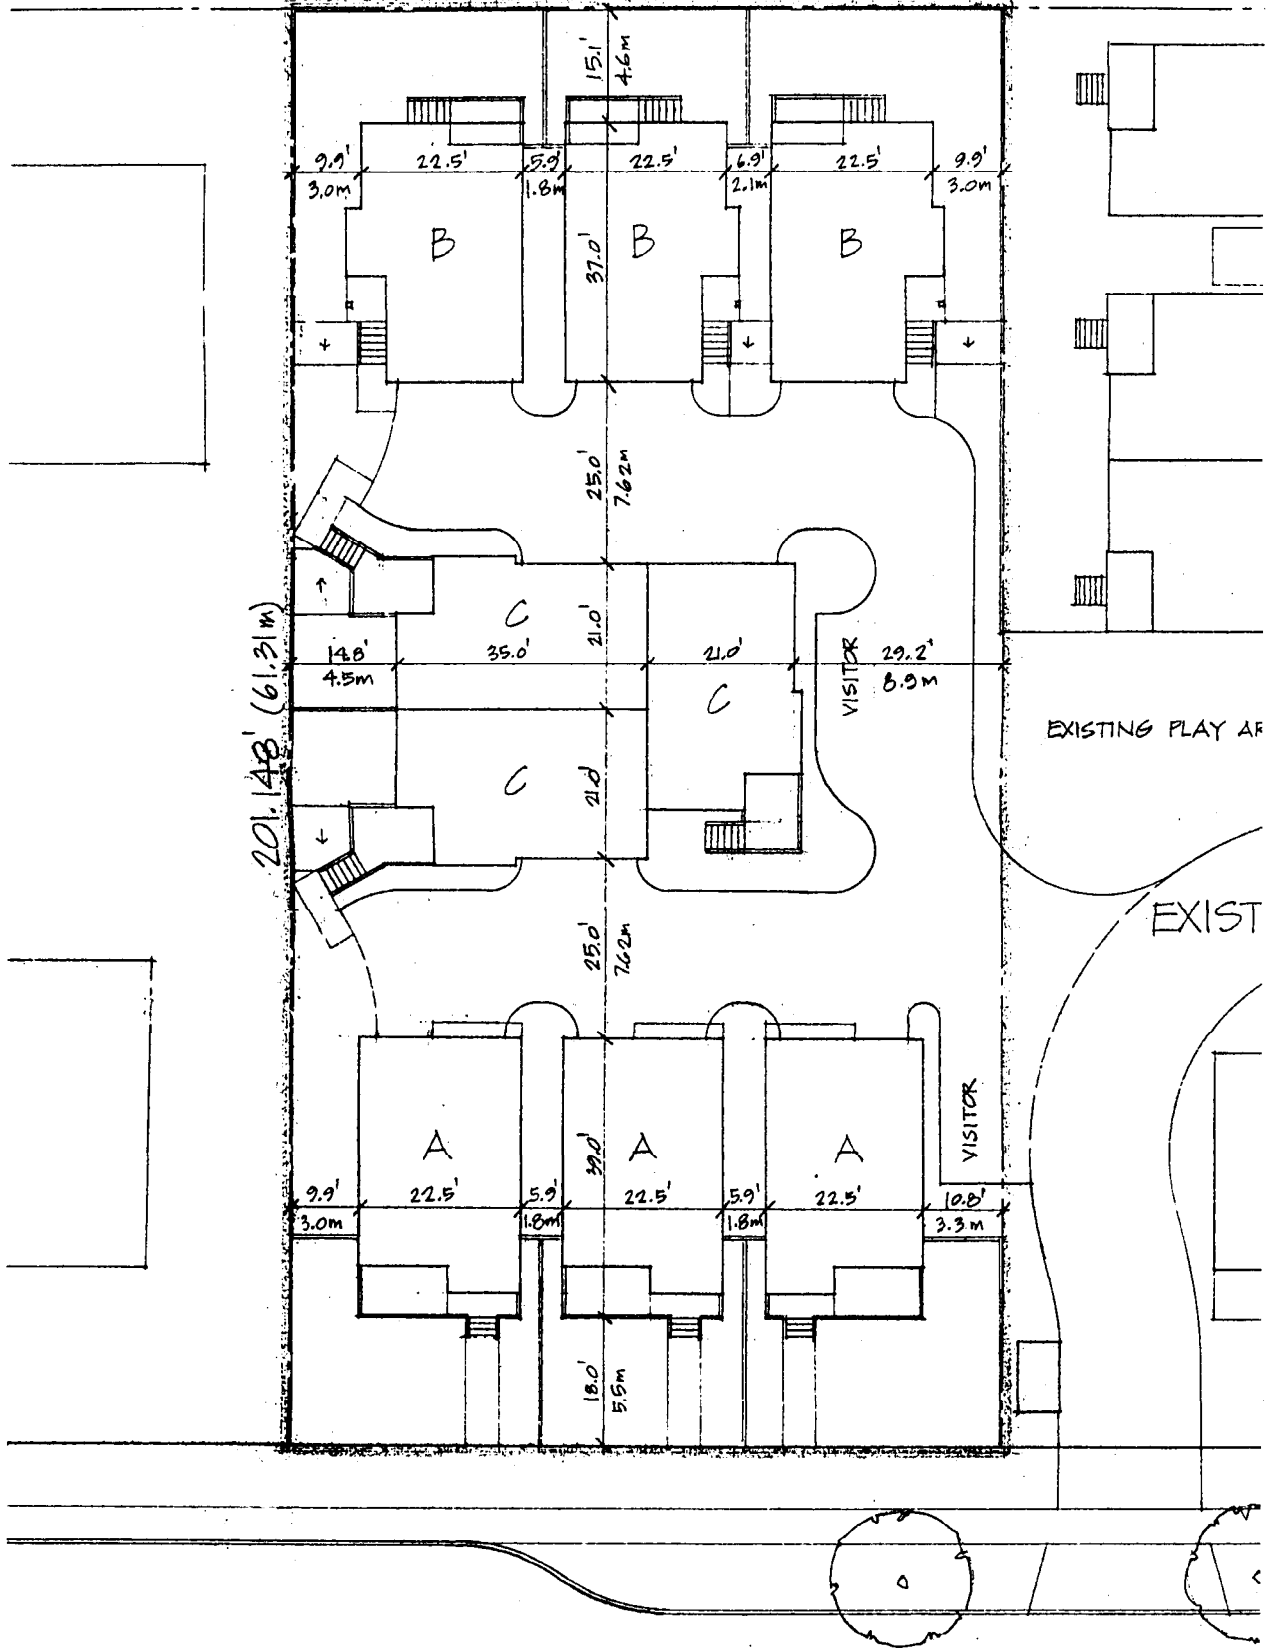 15.1'
4.6m
9.9'
22.5'
5.9'
22.5'
6.9'
22.5'
9.9'
3.0m
1.8m
2.1m
3.0m
B
B
B
37.0'
25.0'
7.62m
C
21.0'
14.8'
35.0'
21.0'
29.2'
4.5m
8.9m
VISITOR
C
201.148' (61.31m)
EXISTING PLAY AR
C
21.0'
EXIST
25.0'
7.62m
A
A
A
39.0'
VISITOR
9.9'
22.5'
5.9'
22.5'
5.9'
22.5'
10.8'
3.0m
1.8m
1.8m
3.3m
18.0'
5.5m